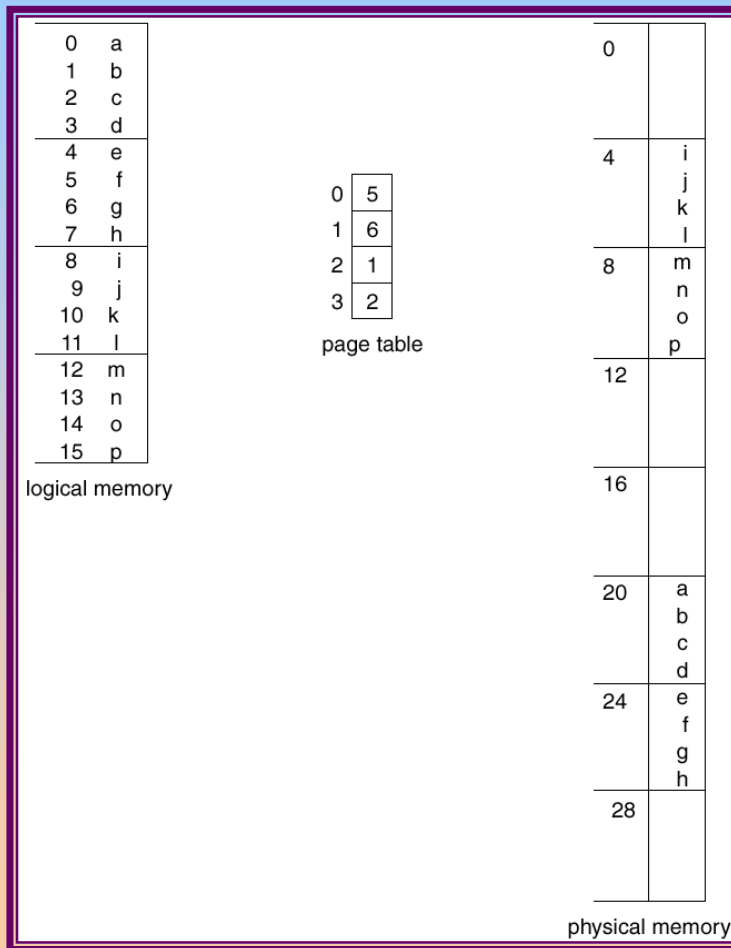 0 a
1 b
2 c
3 d
4 e
5 f
6 g
7 h
8 i
9 j
10 k
11 l
12 m
13 n
14 o
15 p
logical memory
0 5
1 6
2 1
3 2
page table
0
4 i
j
k
l
8 m
n
o
p
12
16
20 a
b
c
d
24 e
f
g
h
28
physical memory